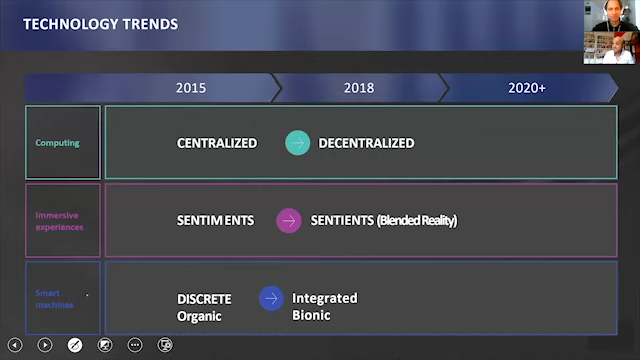 TECHNOLOGY TRENDS
2015 2018 2020+
Computing
CENTRALIZED DECENTRALIZED
Immersive
experiences
SENTIMENTS SENTIENTS (Blended Reality)
Smart
machines
DISCRETE Integrated
Organic Bionic